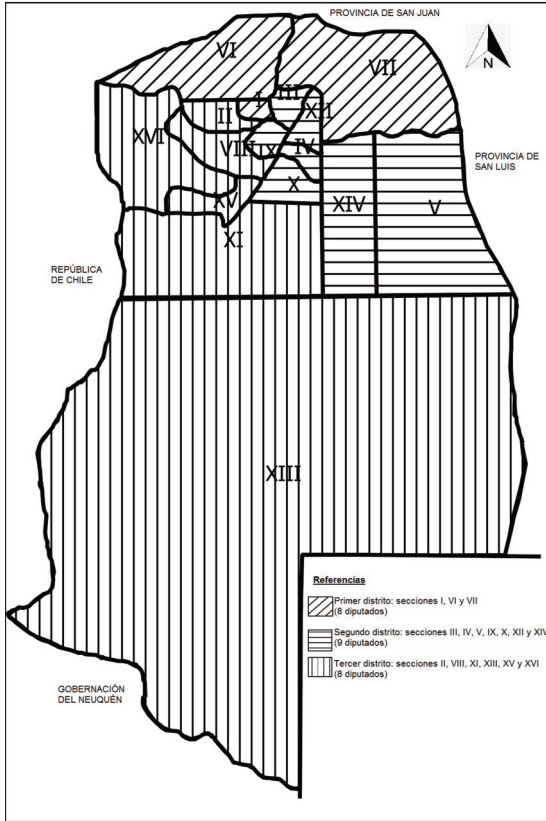 PROVINCIA DE SAN JUAN
N
VI
VII
I
III
II
XII
XVI
VIII
IX
IV
PROVINCIA DE
SAN LUIS
X
XV
XIV
V
XI
REPÚBLICA
DE CHILE
XIII
Referencias
Primer distrito: secciones I, VI y VII
(8 diputados)
Segundo distrito: secciones III, IV, V, IX, X, XII y XIV
(9 diputados)
Tercer distrito: secciones II, VIII, XI, XIII, XV y XVI
(8 diputados)
GOBERNACIÓN
DEL NEUQUÉN